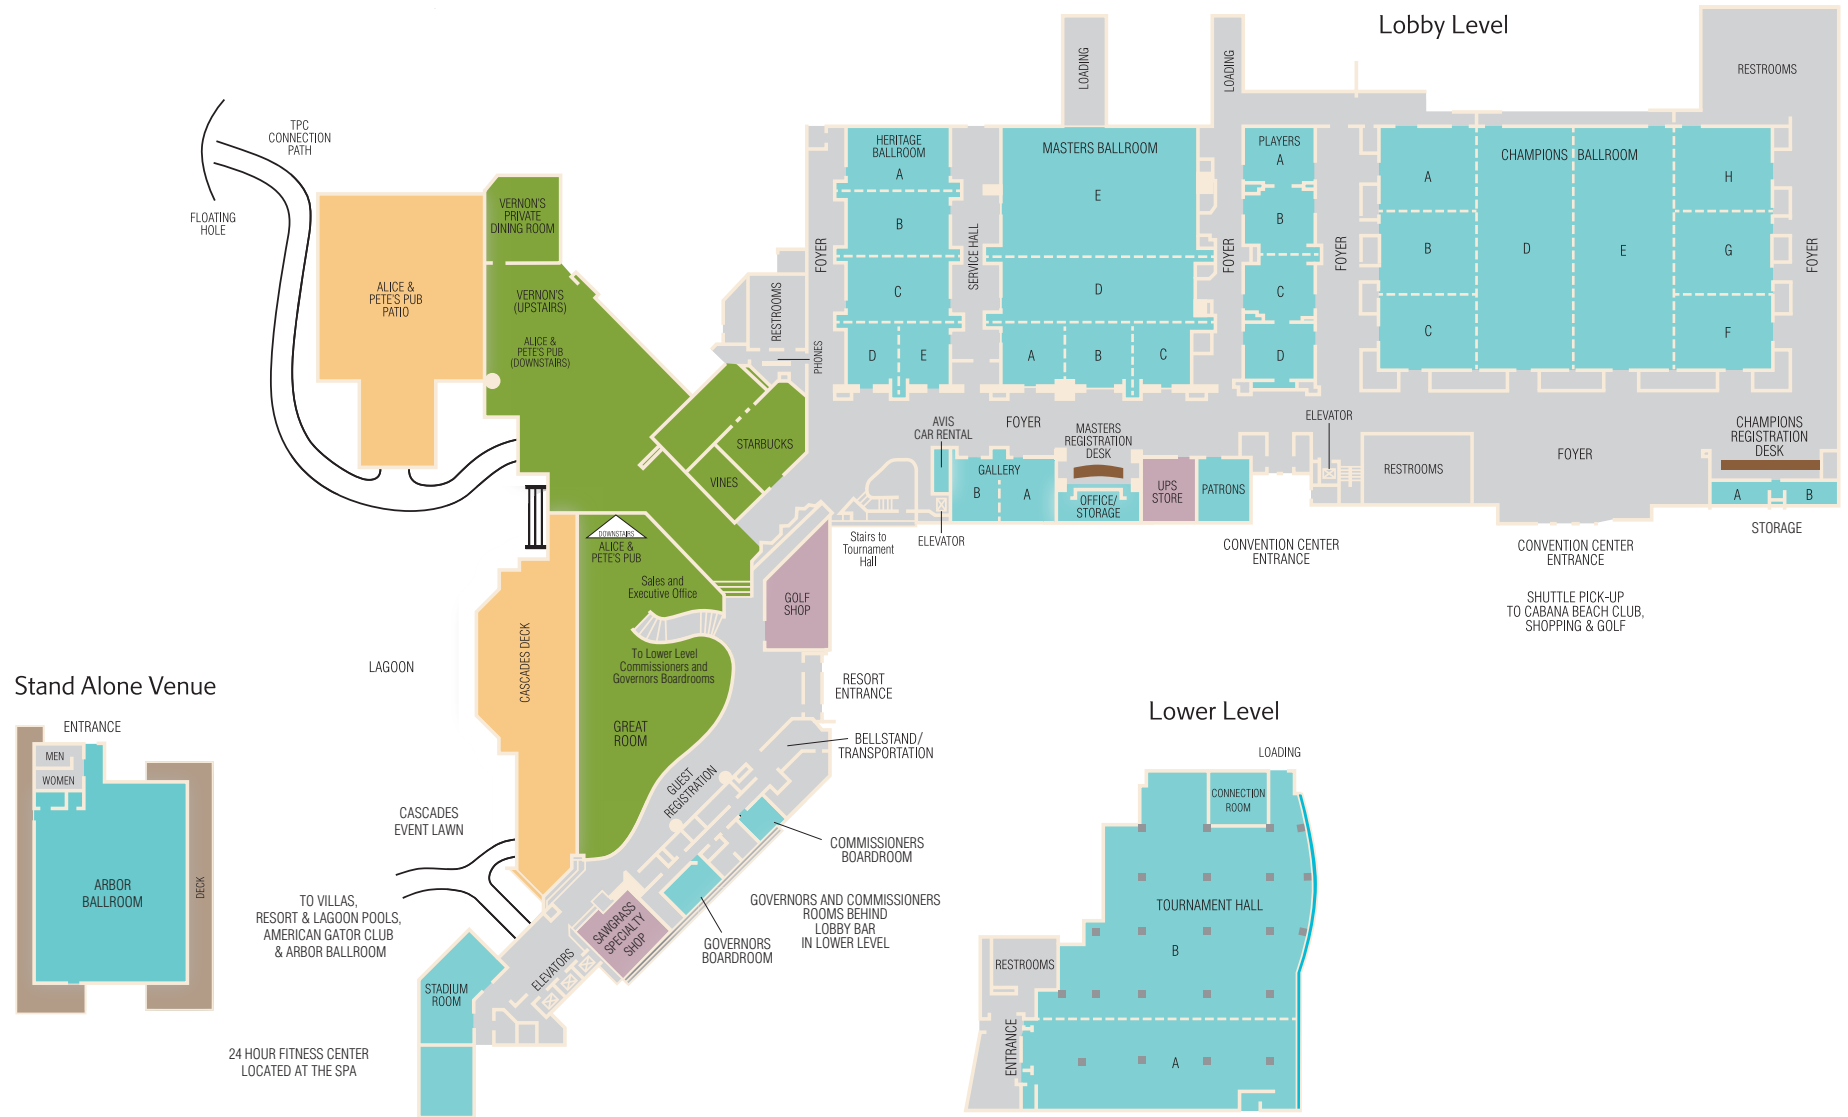 Lobby Level
LOADING
LOADING
RESTROOMS
TPC
CONNECTION
PATH
FLOATING
HOLE
HERITAGE
BALLROOM
A
B
C
D
E
FOYER
SERVICE HALL
MASTERS BALLROOM
E
D
A
B
C
FOYER
PLAYERS
A
B
C
D
FOYER
CHAMPIONS BALLROOM
A
B
C
D
E
H
G
F
FOYER
VERNON'S
PRIVATE
DINING ROOM
ALICE &
PETE'S PUB
PATIO
VERNON'S
(UPSTAIRS)
ALICE &
PETE'S PUB
(DOWNSTAIRS)
RESTROOMS
PHONES
STARBUCKS
VINES
AVIS
CAR RENTAL
FOYER
MASTERS
REGISTRATION
DESK
ELEVATOR
RESTROOMS
FOYER
CHAMPIONS
REGISTRATION
DESK
GALLERY
B
A
OFFICE/
STORAGE
UPS
STORE
PATRONS
A
B
STORAGE
DOWNSTAIRS
ALICE &
PETE'S PUB
Sales and
Executive Office
Stairs to
Tournament
Hall
ELEVATOR
CONVENTION CENTER
ENTRANCE
CONVENTION CENTER
ENTRANCE
SHUTTLE PICK-UP
TO CABANA BEACH CLUB,
SHOPPING & GOLF
GOLF
SHOP
CASCADES DECK
LAGOON
To Lower Level
Commissioners and
Governors Boardrooms
GREAT
ROOM
RESORT
ENTRANCE
BELLSTAND/
TRANSPORTATION
GUEST
REGISTRATION
CASCADES
EVENT LAWN
COMMISSIONERS
BOARDROOM
GOVERNORS AND COMMISSIONERS
ROOMS BEHIND
LOBBY BAR
IN LOWER LEVEL
GOVERNORS
BOARDROOM
SAWGRASS
SPECIALTY
SHOP
ELEVATORS
TO VILLAS,
RESORT & LAGOON POOLS,
AMERICAN GATOR CLUB
& ARBOR BALLROOM
STADIUM
ROOM
24 HOUR FITNESS CENTER
LOCATED AT THE SPA
Stand Alone Venue
ENTRANCE
MEN
WOMEN
ARBOR
BALLROOM
DECK
Lower Level
LOADING
CONNECTION
ROOM
TOURNAMENT HALL
B
RESTROOMS
ENTRANCE
A